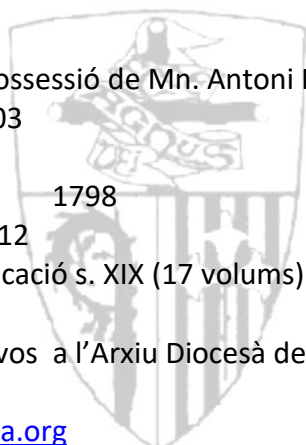 ossessió de Mn. Antoni
03
1798
12
cació s. XIX (17 volums)
vos a l’Arxiu Diocesà de
a.org